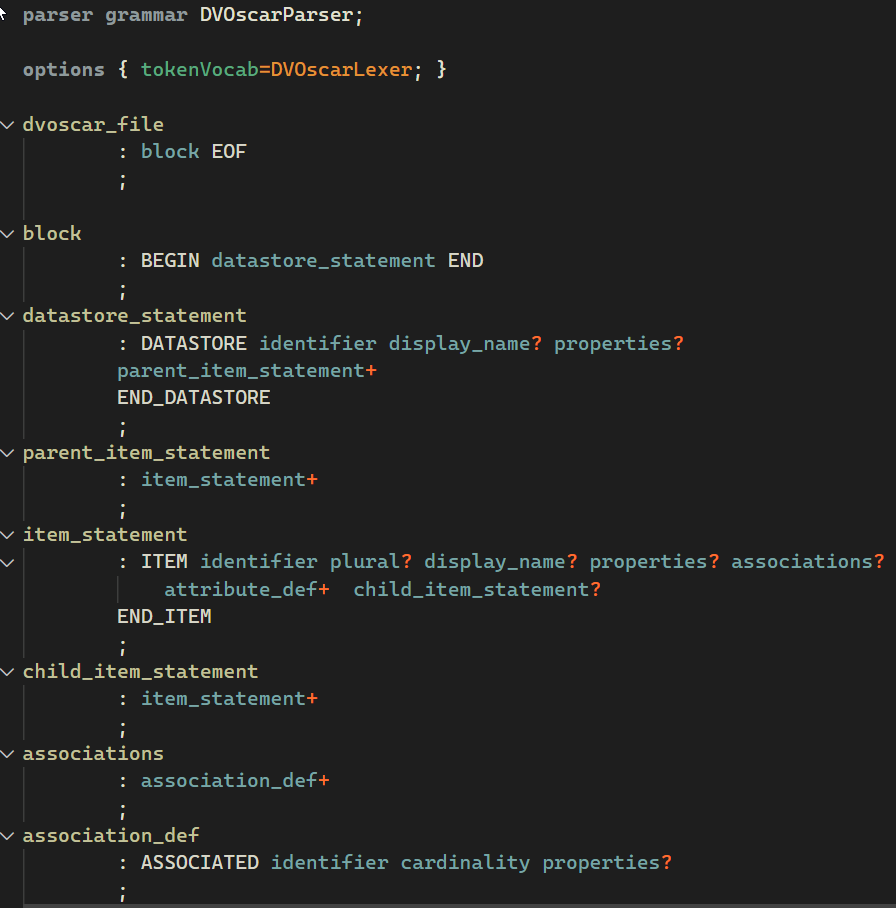 parser grammar DVOscarParser;
options { tokenVocab=DVOscarLexer; }
dvoscar_file
: block EOF
;
block
: BEGIN datastore_statement END
;
datastore_statement
: DATASTORE identifier display_name? properties?
parent_item_statement+
END_DATASTORE
;
parent_item_statement
: item_statement+
;
item_statement
: ITEM identifier plural? display_name? properties? associations?
attribute_def+  child_item_statement?
END_ITEM
;
child_item_statement
: item_statement+
;
associations
: association_def+
;
association_def
: ASSOCIATED identifier cardinality properties?
;